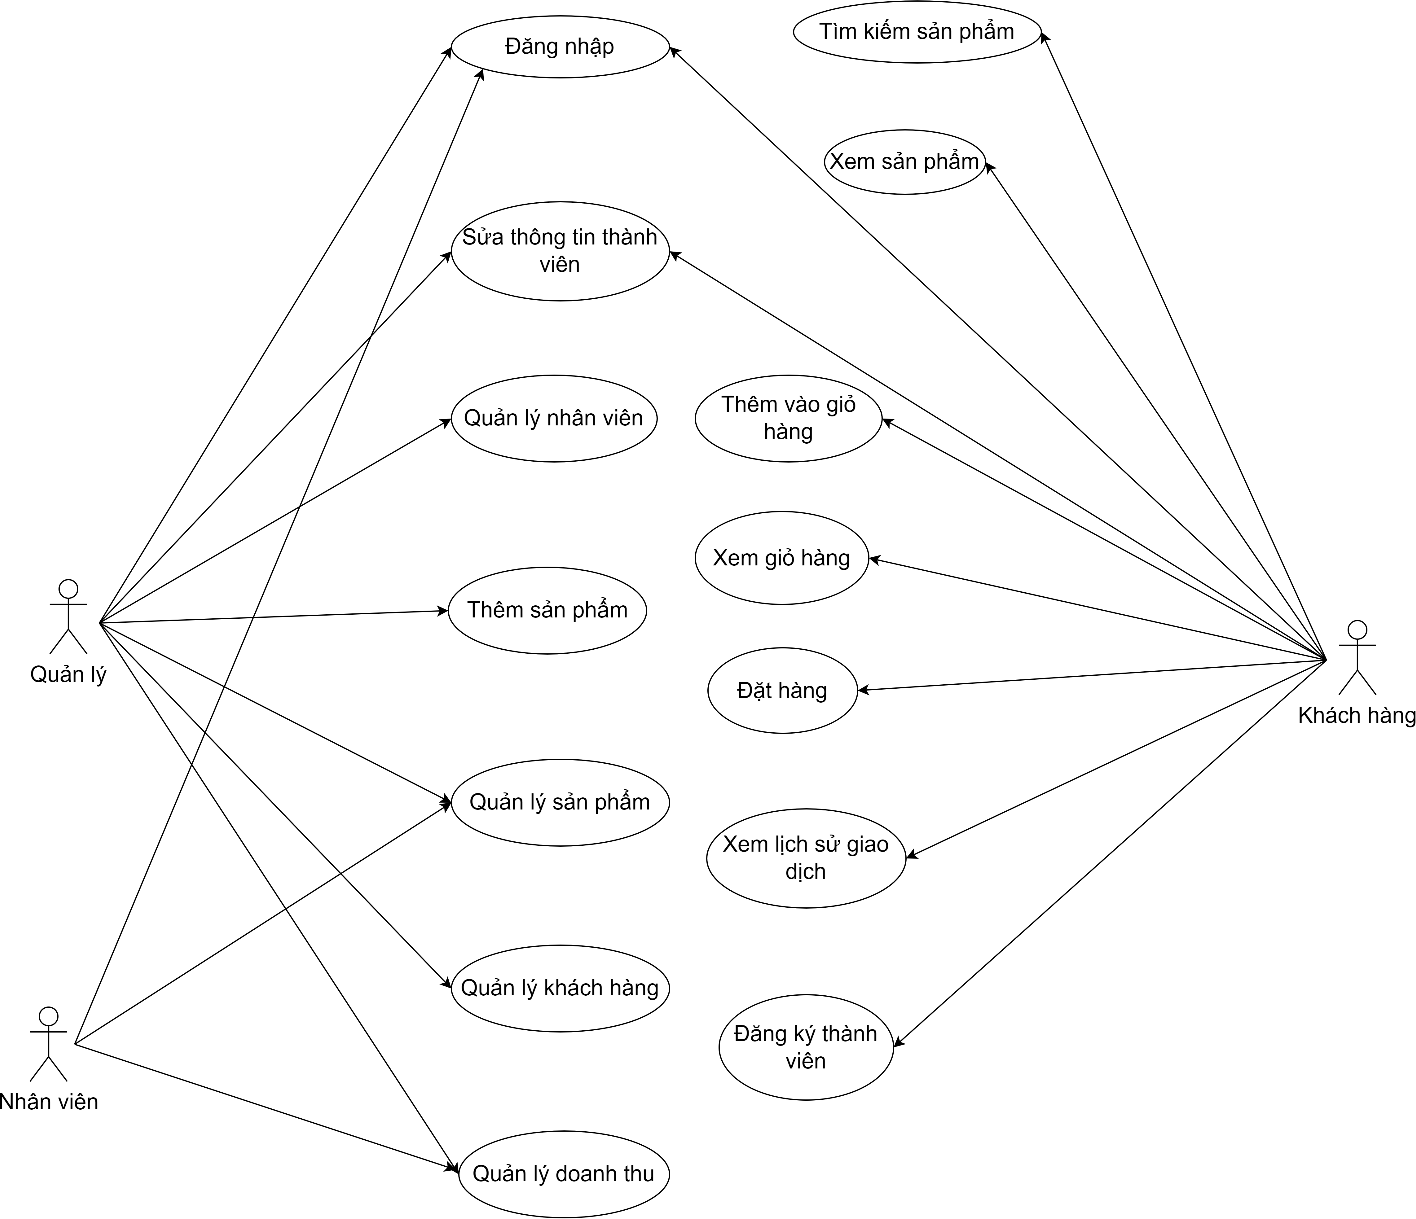 Đăng nhập
Tìm kiếm sản phẩm
Xem sản phẩm
Sửa thông tin thành
viên
Quản lý nhân viên
Thêm vào giỏ
hàng
Xem giỏ hàng
Thêm sản phẩm
Quản lý
Đặt hàng
Khách hàng
Quản lý sản phẩm
Xem lịch sử giao
dịch
Quản lý khách hàng
Đăng ký thành
viên
Nhân viên
Quản lý doanh thu